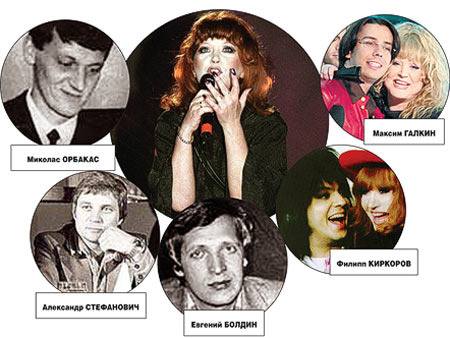 Миколас ОРБАКАС
Максим ГАЛКИН
Александр СТЕФАНОВИЧ
Евгений БОЛДИН
Филипп КИРКОРОВ